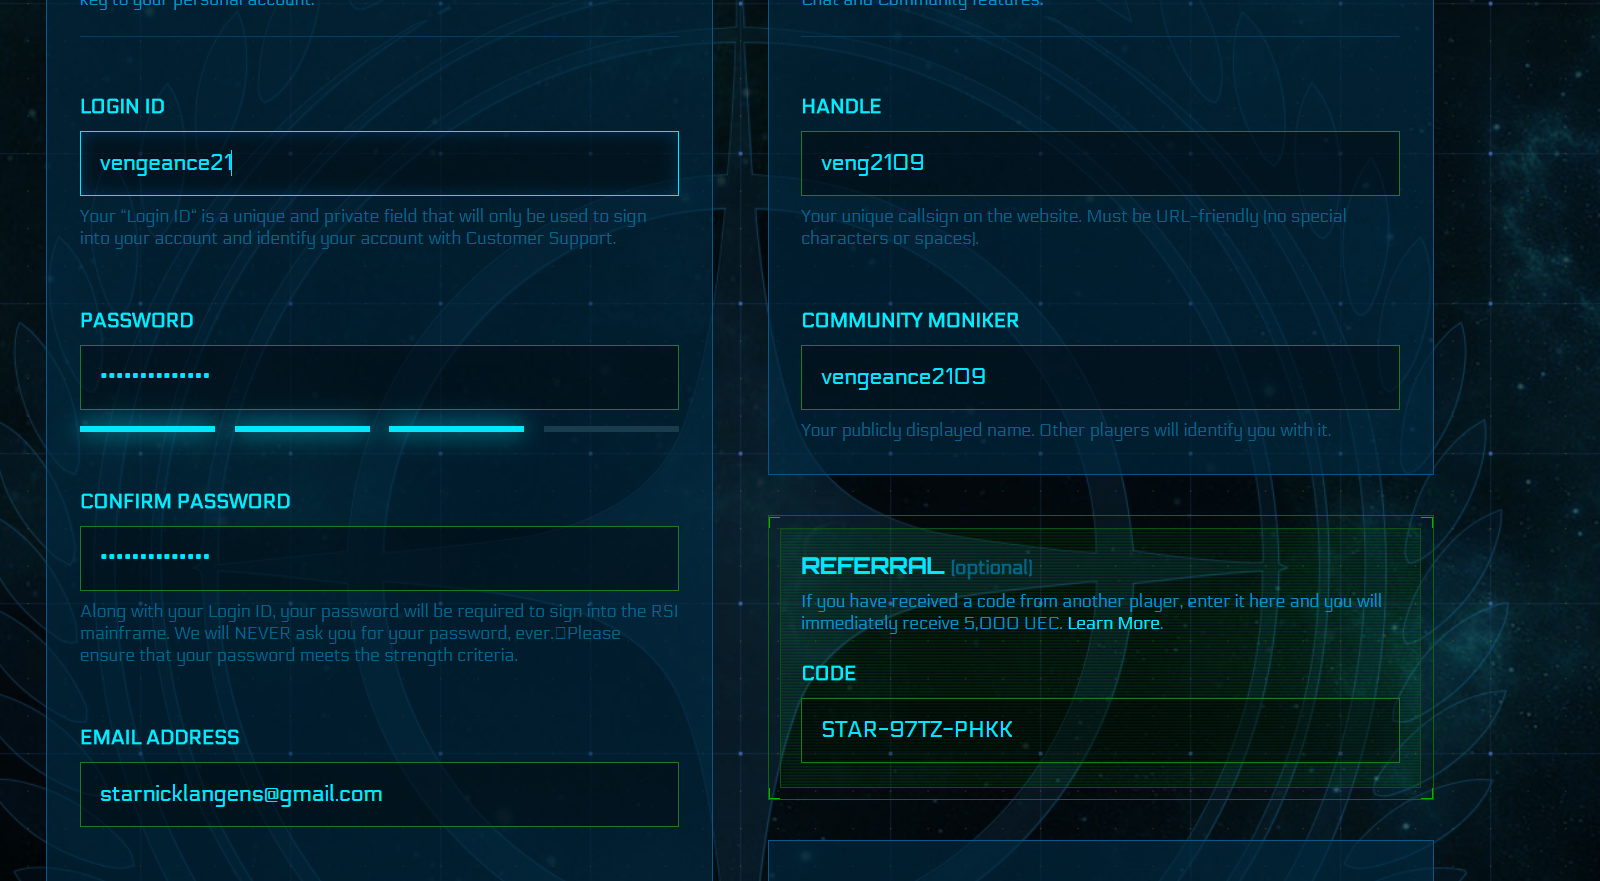 key to your personal account.
LOGIN ID
vengeance21
Your "Login ID" is a unique and private field that will only be used to sign
into your account and identify your account with Customer Support.
PASSWORD
••••••••••••••
CONFIRM PASSWORD
••••••••••••••
Along with your Login ID, your password will be required to sign into the RSI
mainframe. We will NEVER ask you for your password, ever.□Please
ensure that your password meets the strength criteria.
EMAIL ADDRESS
starnicklangens@gmail.com
Chat and Community features.
HANDLE
veng2109
Your unique callsign on the website. Must be URL-friendly (no special
characters or spaces).
COMMUNITY MONIKER
vengeance2109
Your publicly displayed name. Other players will identify you with it.
REFERRAL (optional)
If you have received a code from another player, enter it here and you will
immediately receive 5,000 UEC. Learn More.
CODE
STAR-97TZ-PHKK